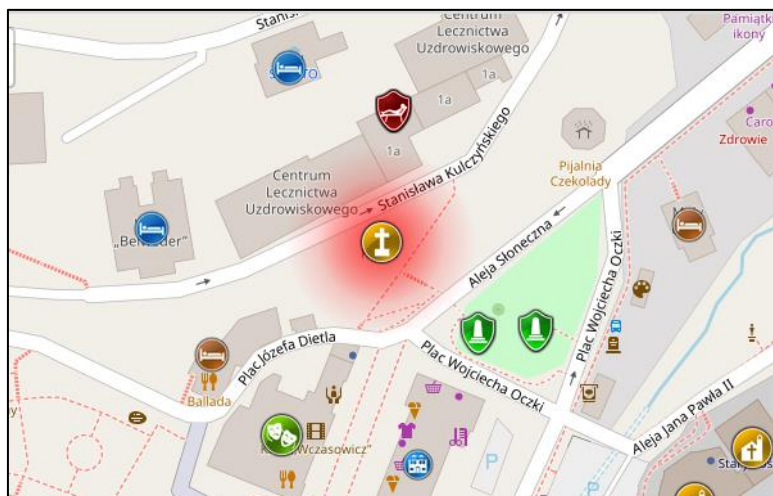 Stanis
Centrum
Lecznictwa
Uzdrowiskowego
1a
1a
Pamiątk
ikony
Caro
Zdrowie
1a
Pijalnia
Czekolady
Centrum
Lecznictwa
Uzdrowiskowego
Stanisława Kulczyńskiego
Aleja Słoneczna
Plac Wojciecha Oczki
Plac Józefa Dietla
Plac Wojciecha Oczki
Ballada
Aleja Jana Pawła II
"Wczasowicz"
P
P